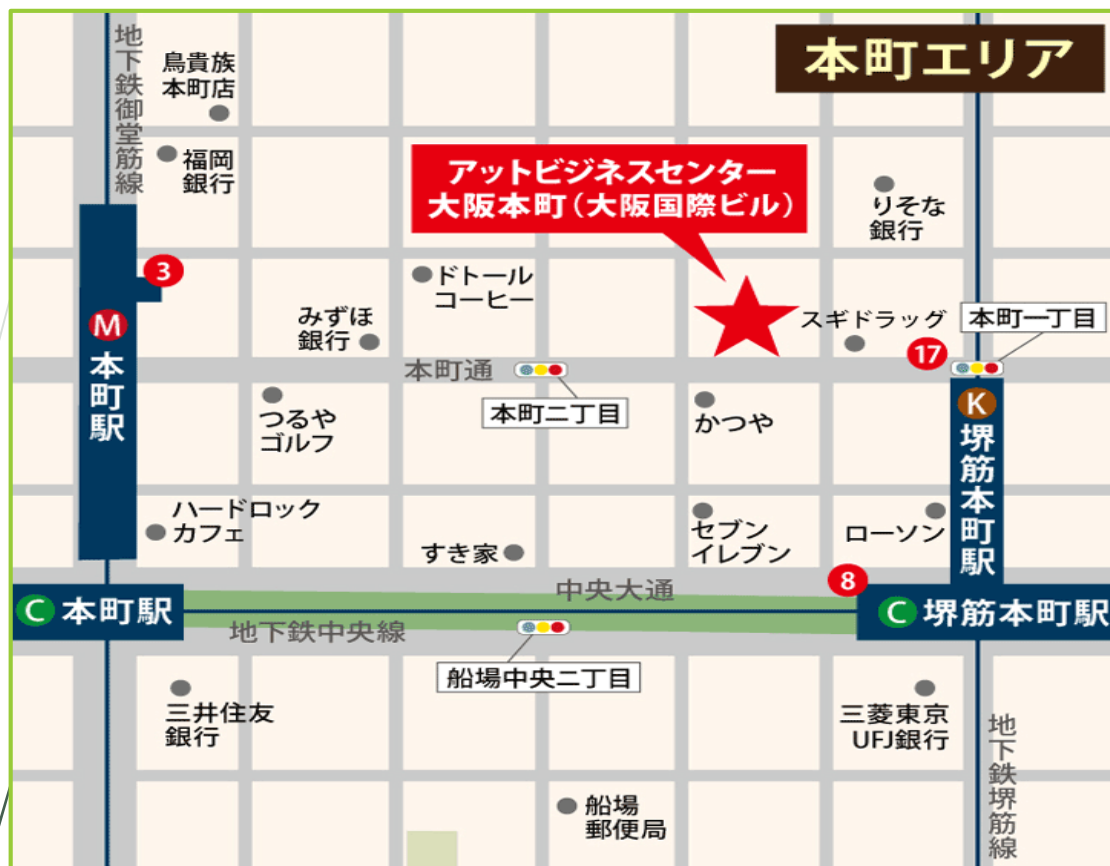 本町エリア
地下鉄御堂筋線
鳥貴族
本町店
福岡
銀行
アットビジネスセンター
大阪本町（大阪国際ビル）
りそな
銀行
3
ドトール
コーヒー
みずほ
銀行
スギドラッグ
本町一丁目
17
M
本町駅
本町通
本町二丁目
つるや
ゴルフ
かつや
K
堺筋本町駅
ハードロック
カフェ
すき家
セブン
イレブン
ローソン
8
中央大通
C 本町駅
地下鉄中央線
C 堺筋本町駅
船場中央二丁目
三井住友
銀行
三菱東京
UFJ銀行
地下鉄堺筋線
船場
郵便局